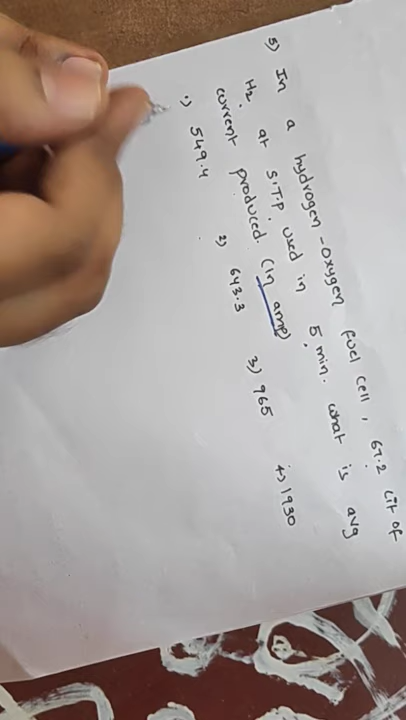 5) In a hydrogen-oxygen fuel cell, 67.2 Lit of
H2 at S.T.P. used in 5 min. what is avg
current produced. (In amp)
1) 549.4 2) 643.3 3) 965 4) 1930